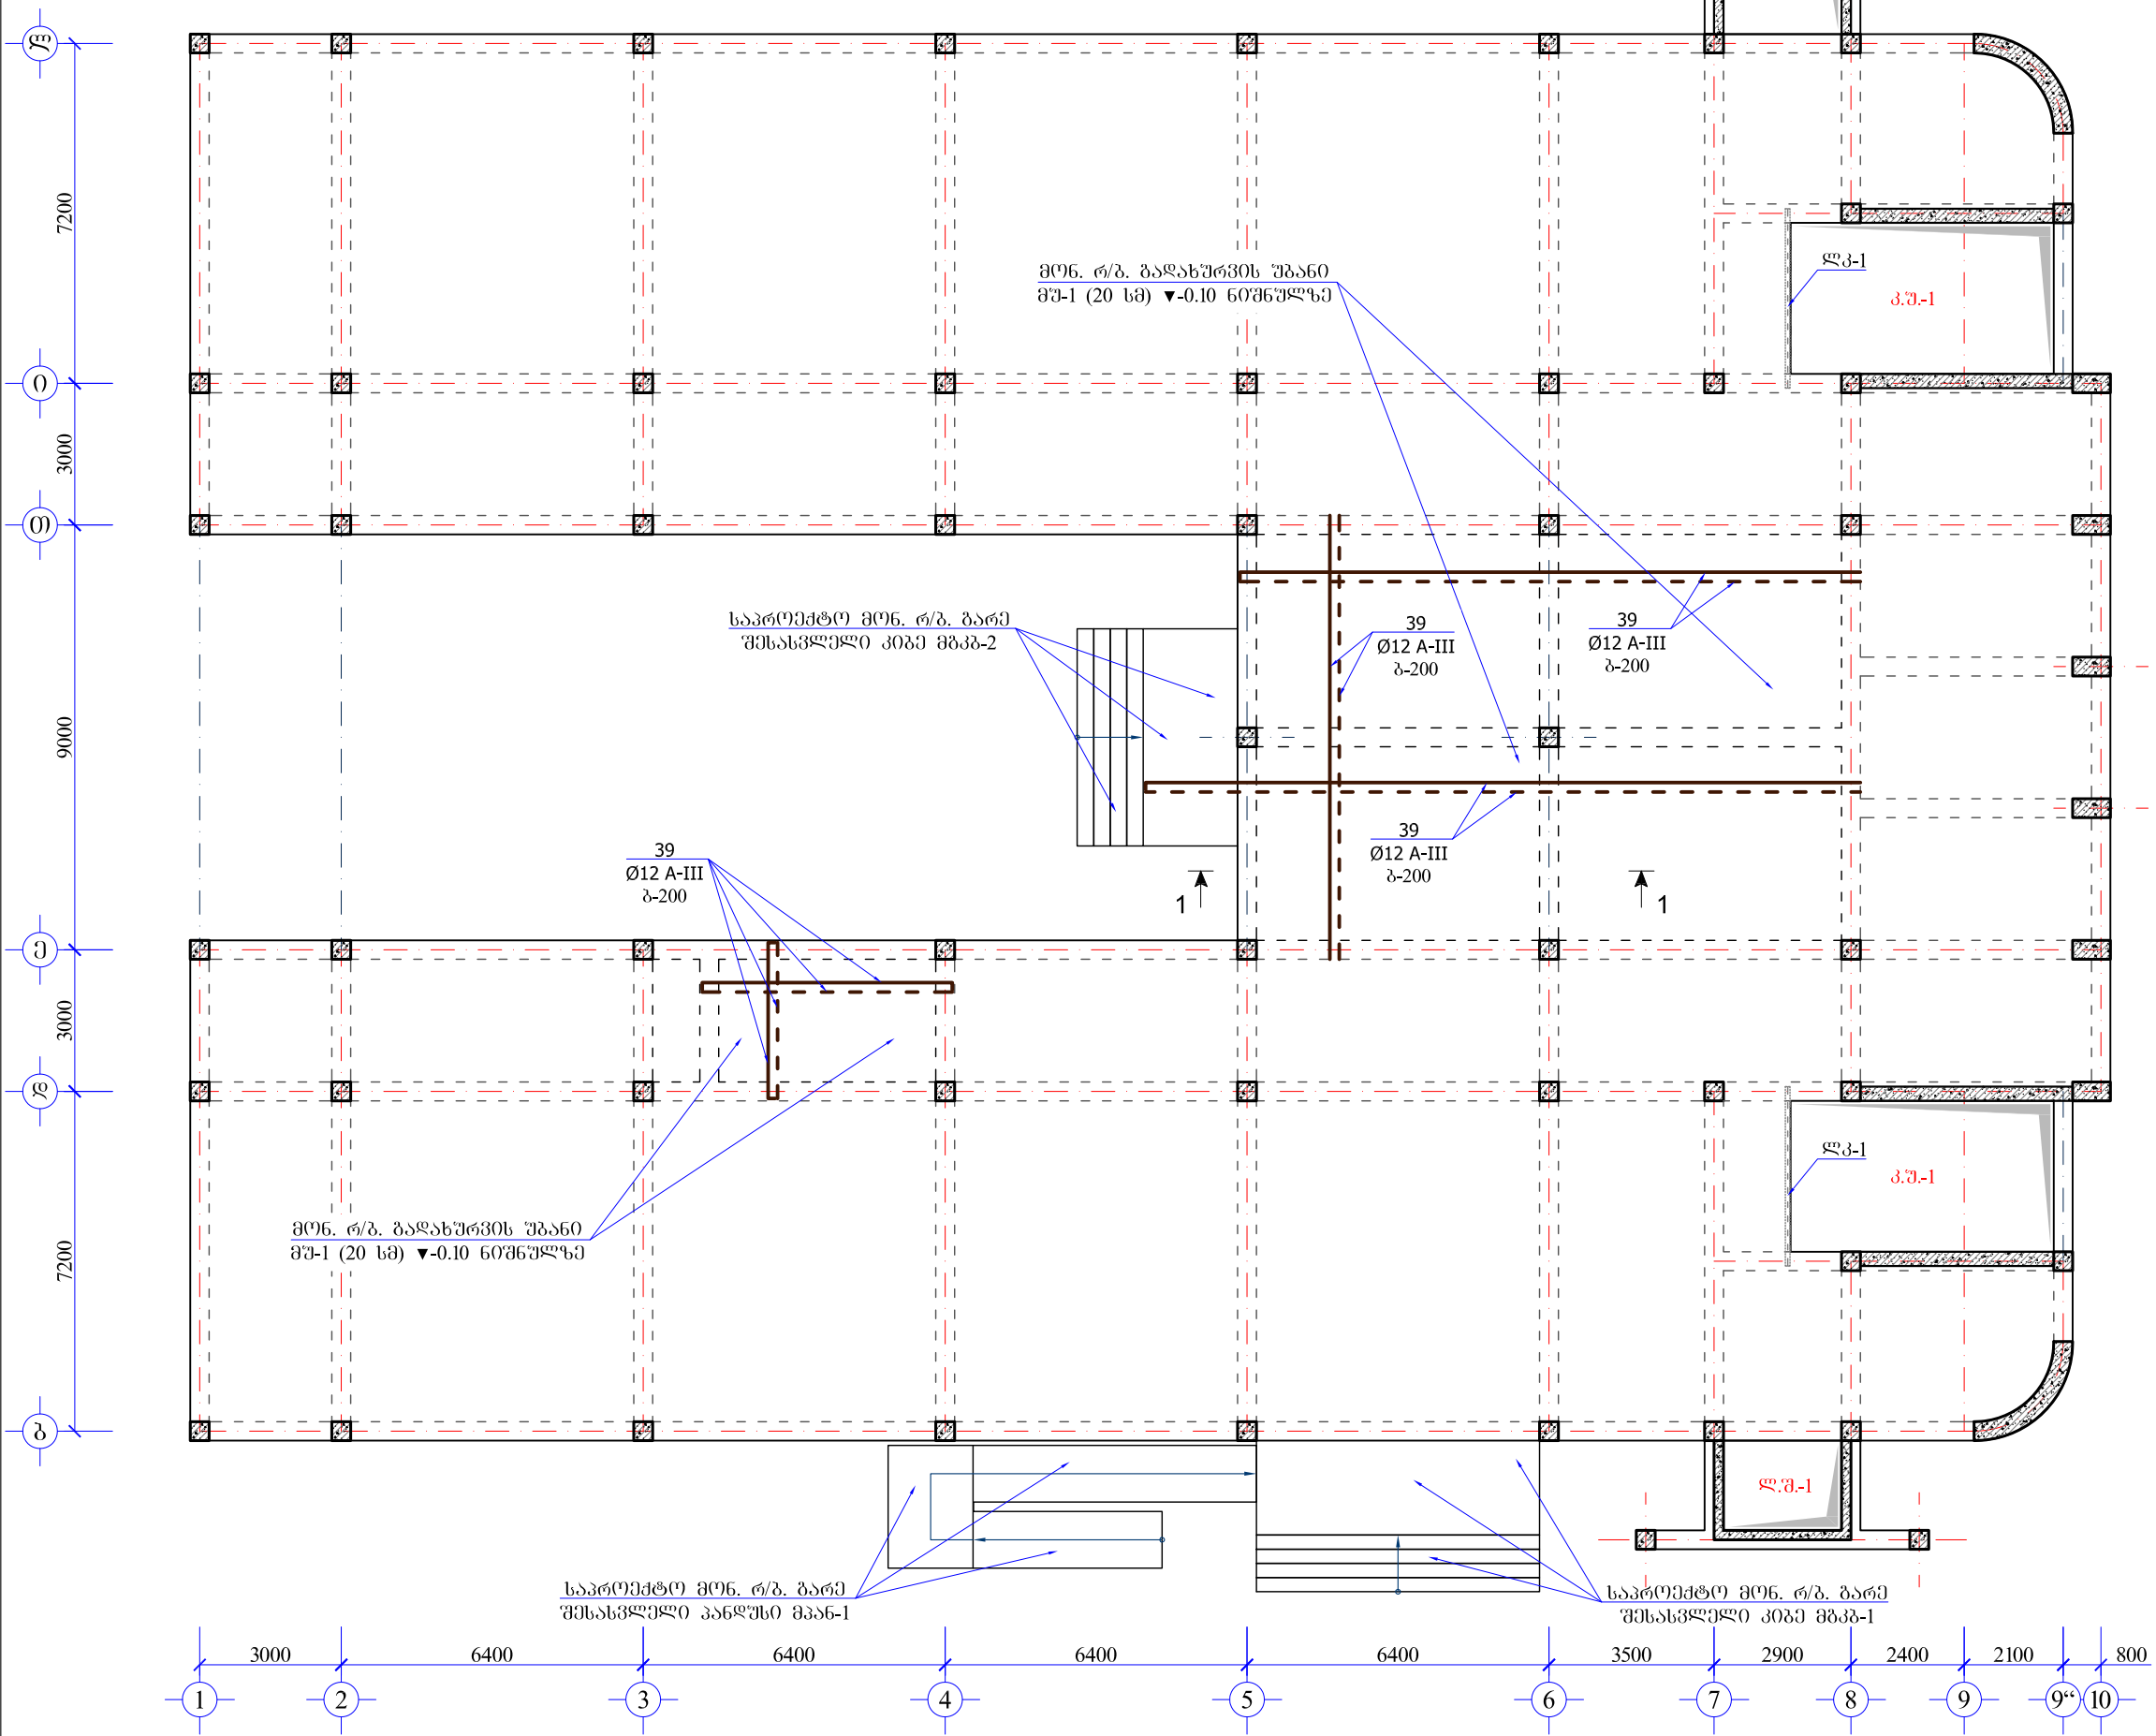 ლ
7200
ი
3000
თ
9000
ე
3000
დ
7200
ბ
მონ. რ/ბ. გადახურვის უბანი
მუ-1 (20 სმ) ▼-0.10 ნიშნულზე
ლკ-1
კ.უ.-1
საპროექტო მონ. რ/ბ. გარე
შესასვლელი კიბე მგკბ-2
39
Ø12 A-III
ბ-200
39
Ø12 A-III
ბ-200
39
Ø12 A-III
ბ-200
39
Ø12 A-III
ბ-200
1
1
ლკ-1
კ.უ.-1
მონ. რ/ბ. გადახურვის უბანი
მუ-1 (20 სმ) ▼-0.10 ნიშნულზე
ლ.შ.-1
საპროექტო მონ. რ/ბ. გარე
შესასვლელი პანდუსი მპან-1
საპროექტო მონ. რ/ბ. გარე
შესასვლელი კიბე მგკბ-1
3000 6400 6400 6400 6400 3500 2900 2400 2100 800
1 2 3 4 5 6 7 8 9 9“ 10